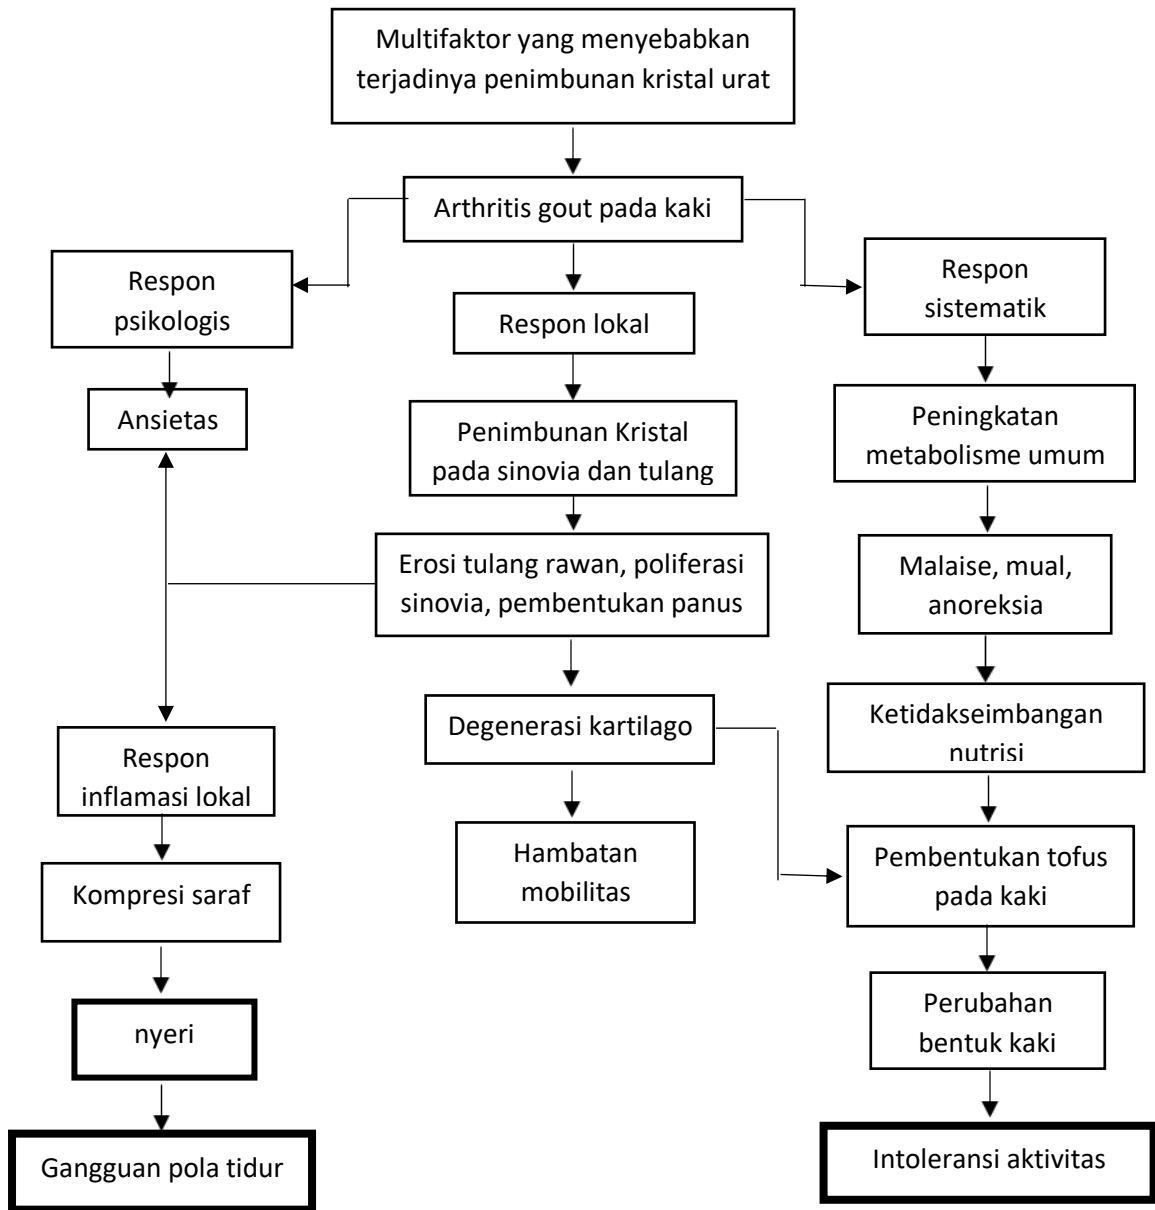 Multifaktor yang menyebabkan
terjadinya penimbunan kristal urat
Arthritis gout pada kaki
Respon
psikologis
Respon lokal
Respon
sistematik
Ansietas
Penimbunan Kristal
pada sinovia dan tulang
Peningkatan
metabolisme umum
Erosi tulang rawan, poliferasi
sinovia, pembentukan panus
Malaise, mual,
anoreksia
Degenerasi kartilago
Ketidakseimbangan
nutrisi
Respon
inflamasi lokal
Hambatan
mobilitas
Pembentukan tofus
pada kaki
Kompresi saraf
Perubahan
bentuk kaki
nyeri
Gangguan pola tidur
Intoleransi aktivitas